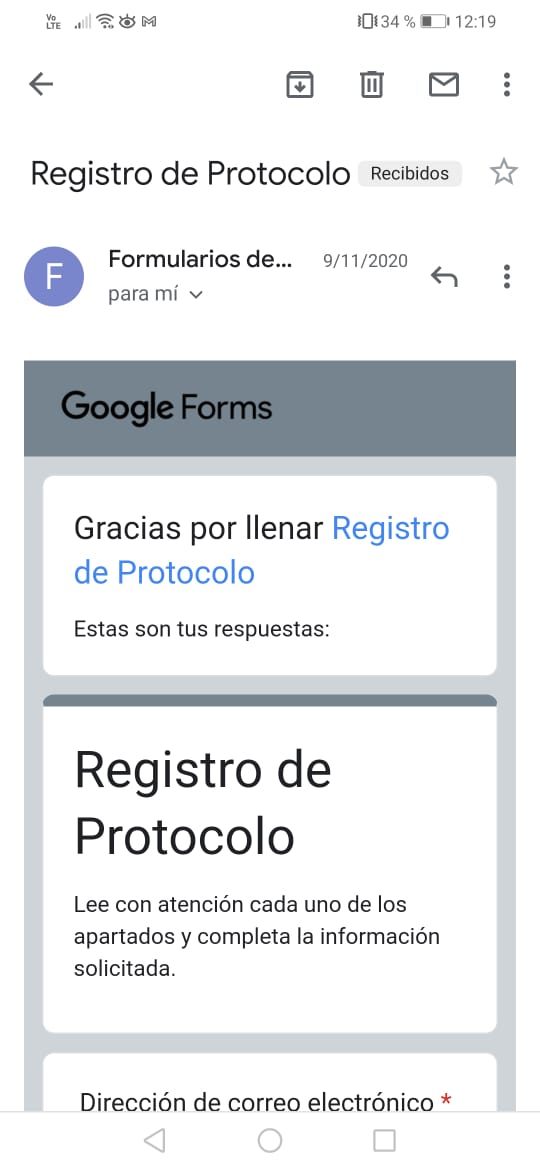 Vo
LTE
34 %
12:19
Registro de Protocolo Recibidos
F
Formularios de... 9/11/2020
para mí
Google Forms
Gracias por llenar Registro
de Protocolo
Estas son tus respuestas:
Registro de
Protocolo
Lee con atención cada uno de los
apartados y completa la información
solicitada.
Dirección de correo electrónico *